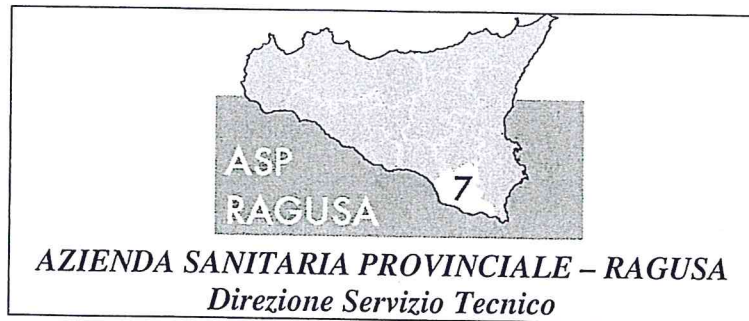 ASP
RAGUSA
7
AZIENDA SANITARIA PROVINCIALE – RAGUSA
Direzione Servizio Tecnico